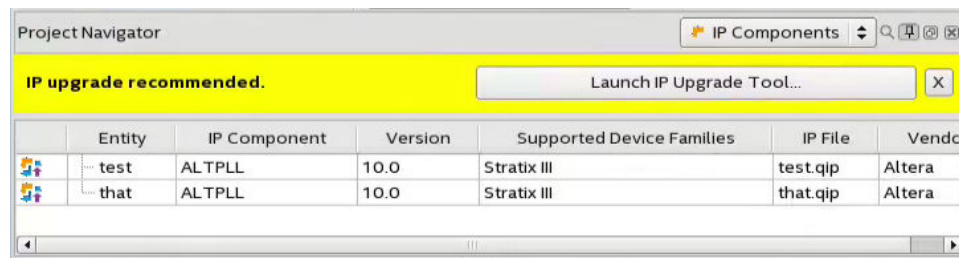 Project Navigator IP Components
IP upgrade recommended. Launch IP Upgrade Tool... X
Entity IP Component Version Supported Device Families IP File Vendo
test ALTPLL 10.0 Stratix III test.qip Altera
that ALTPLL 10.0 Stratix III that.qip Altera